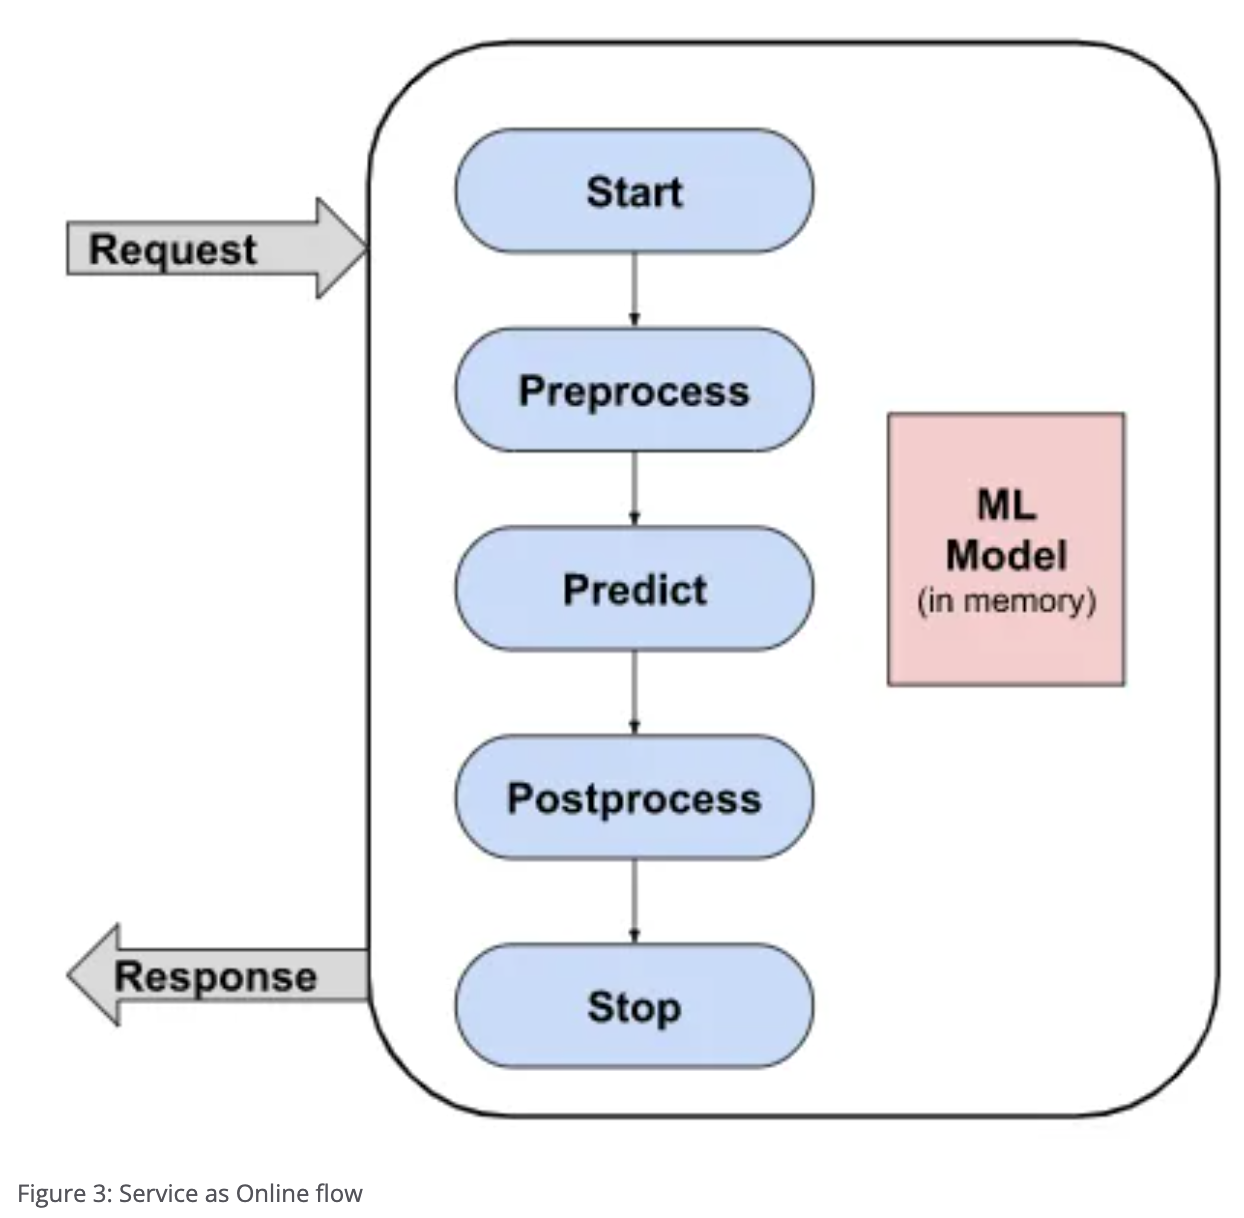 Start
Request
Preprocess
ML
Model
(in memory)
Predict
Postprocess
Response
Stop
Figure 3: Service as Online flow